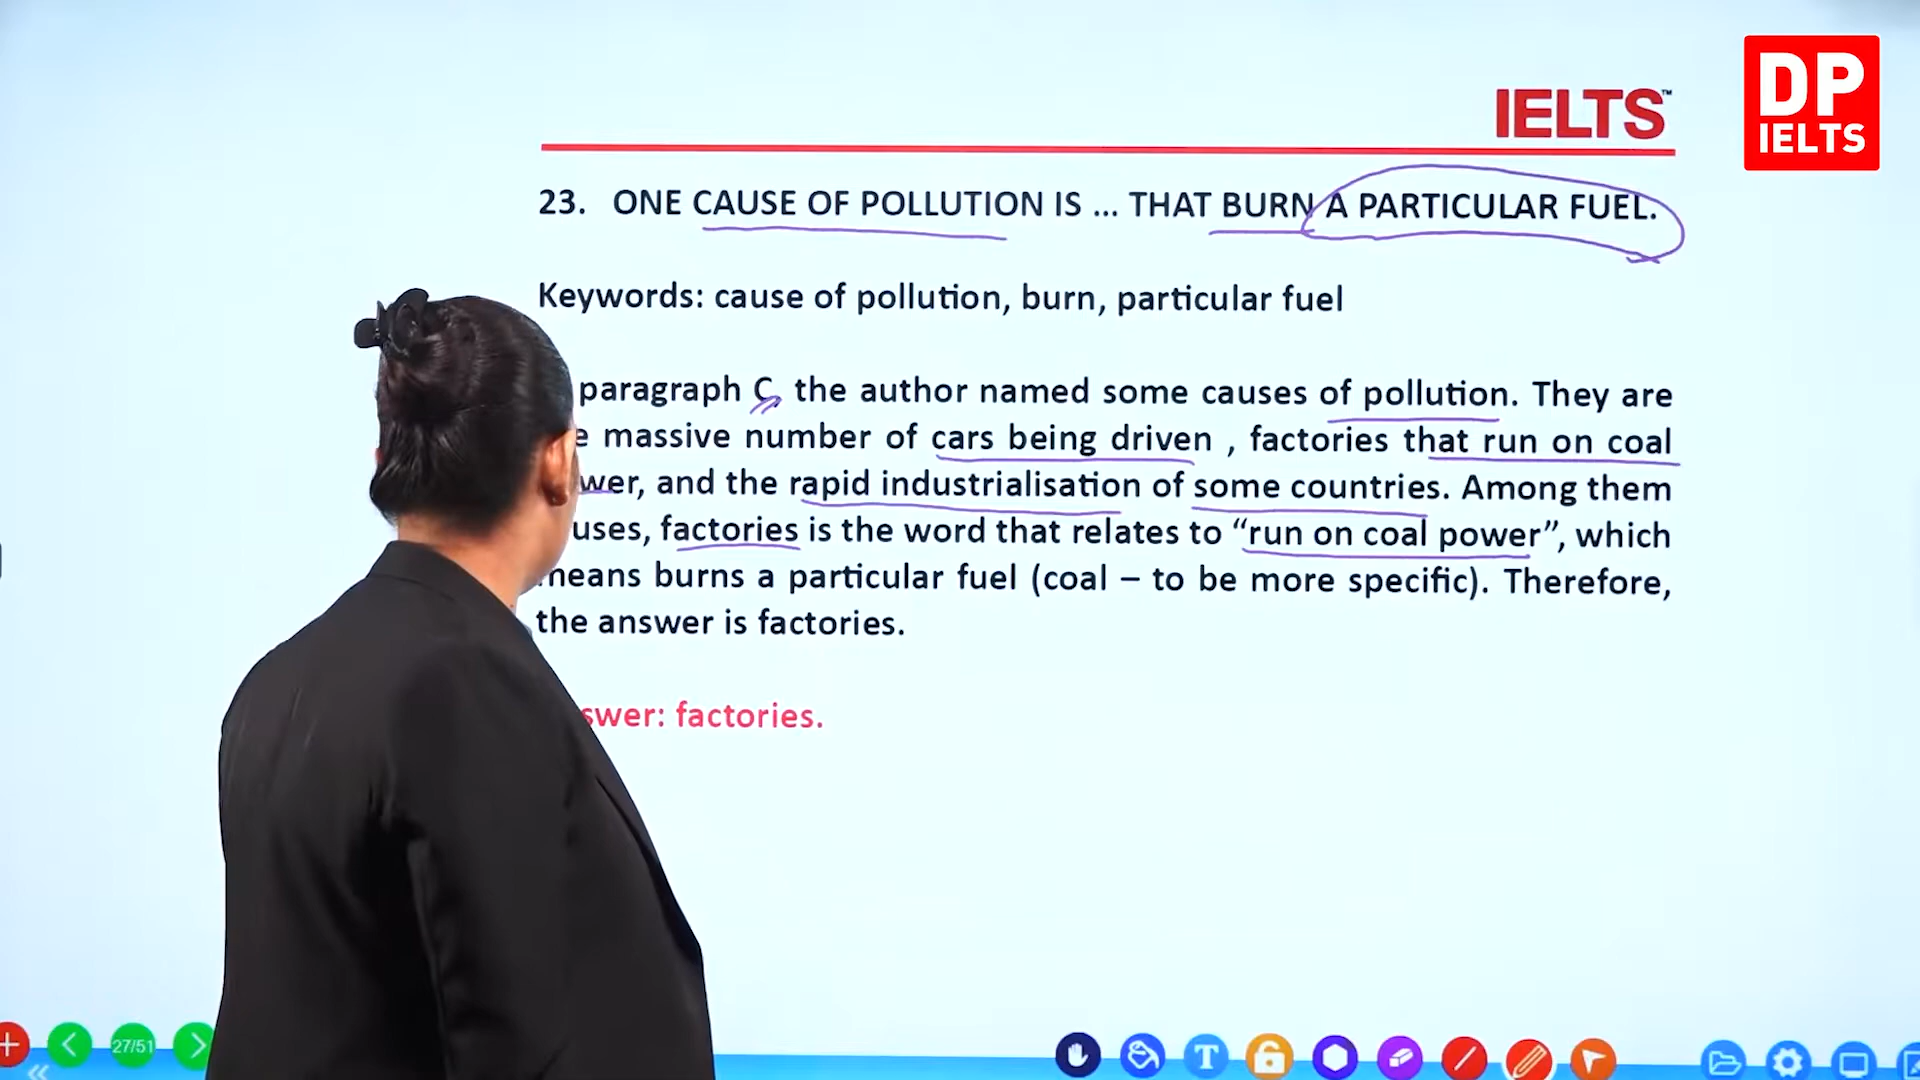 DP
IELTS
IELTS™
23. ONE CAUSE OF POLLUTION IS ... THAT BURN A PARTICULAR FUEL.
Keywords: cause of pollution, burn, particular fuel
paragraph C, the author named some causes of pollution. They are
massive number of cars being driven , factories that run on coal
and the rapid industrialisation of some countries. Among them
factories is the word that relates to “run on coal power”, which
means burns a particular fuel (coal – to be more specific). Therefore,
the answer is factories.
factories.
27/51
T